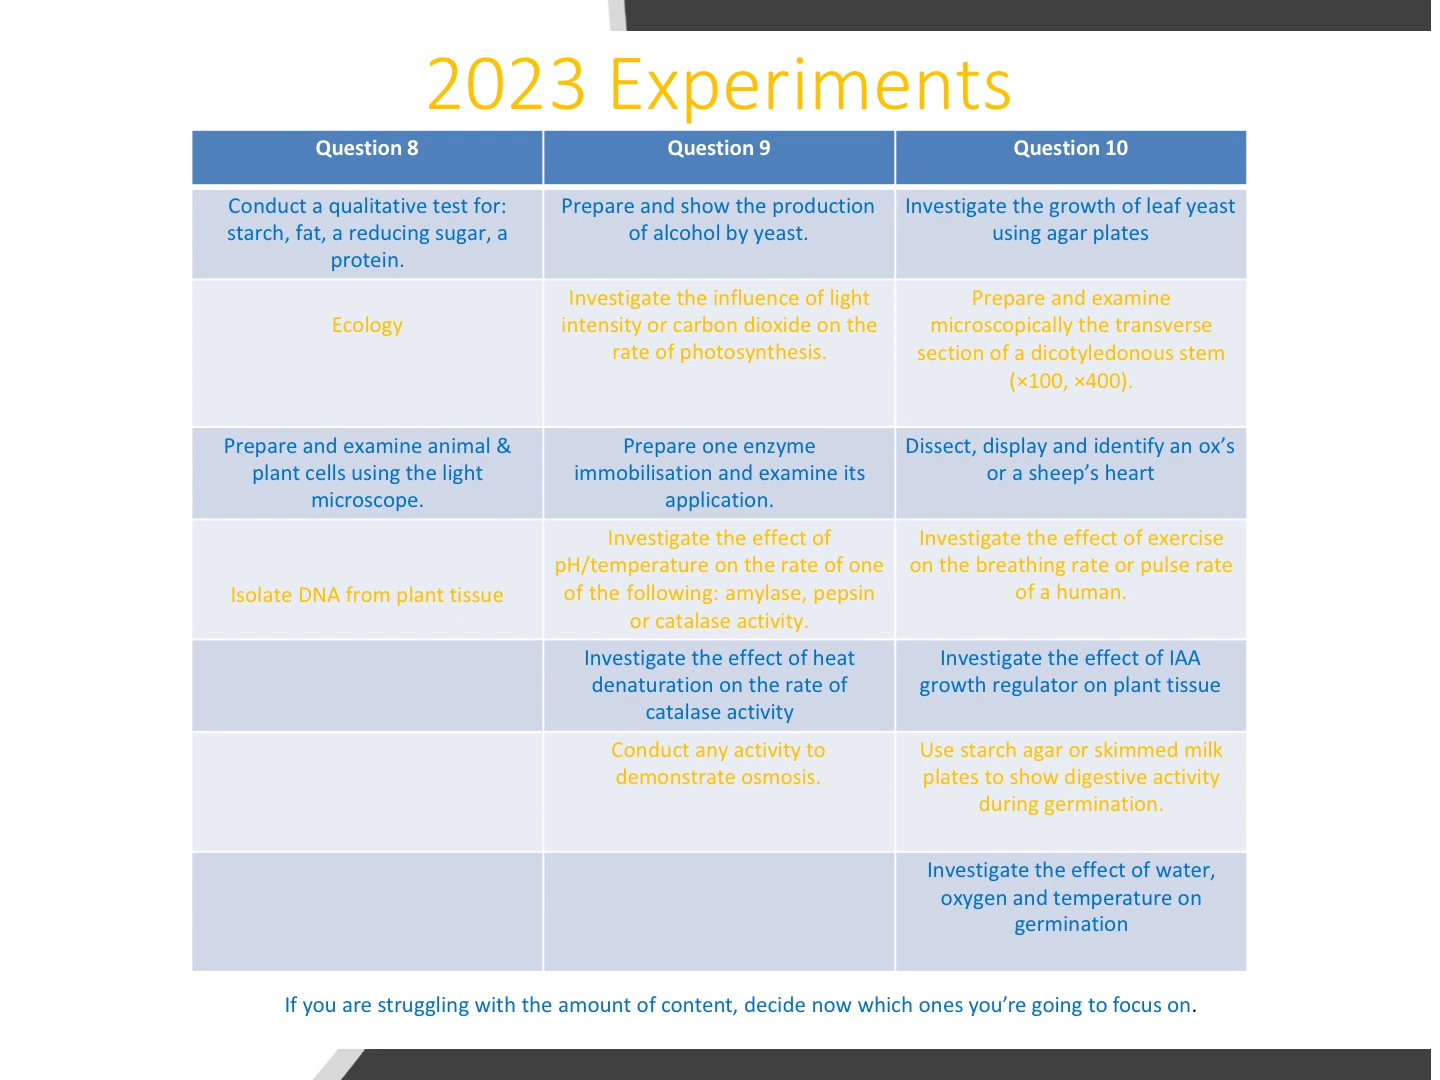 2023 Experiments
Question 8
Question 9
Question 10
Conduct a qualitative test for:
starch, fat, a reducing sugar, a
protein.
Prepare and show the production
of alcohol by yeast.
Investigate the growth of leaf yeast
using agar plates
Ecology
Investigate the influence of light
intensity or carbon dioxide on the
rate of photosynthesis.
Prepare and examine
microscopically the transverse
section of a dicotyledonous stem
(×100, ×400).
Prepare and examine animal &
plant cells using the light
microscope.
Prepare one enzyme
immobilisation and examine its
application.
Dissect, display and identify an ox’s
or a sheep’s heart
Isolate DNA from plant tissue
Investigate the effect of
pH/temperature on the rate of one
of the following: amylase, pepsin
or catalase activity.
Investigate the effect of exercise
on the breathing rate or pulse rate
of a human.
Investigate the effect of heat
denaturation on the rate of
catalase activity
Investigate the effect of IAA
growth regulator on plant tissue
Conduct any activity to
demonstrate osmosis.
Use starch agar or skimmed milk
plates to show digestive activity
during germination.
Investigate the effect of water,
oxygen and temperature on
germination
If you are struggling with the amount of content, decide now which ones you’re going to focus on.